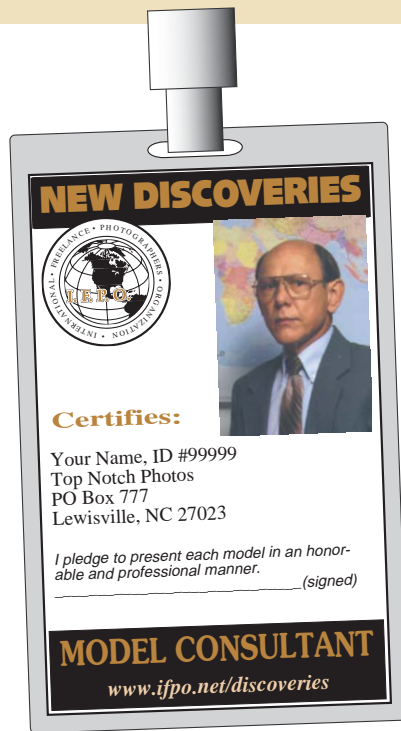 NEW DISCOVERIES
INTERNATIONAL • FREELANCE • PHOTOGRAPHERS • ORGANIZATION •
I.F.P.O.
Certifies:
Your Name, ID #99999
Top Notch Photos
PO Box 777
Lewisville, NC 27023
I pledge to present each model in an honor-
able and professional manner.
(signed)
MODEL CONSULTANT
www.ifpo.net/discoveries